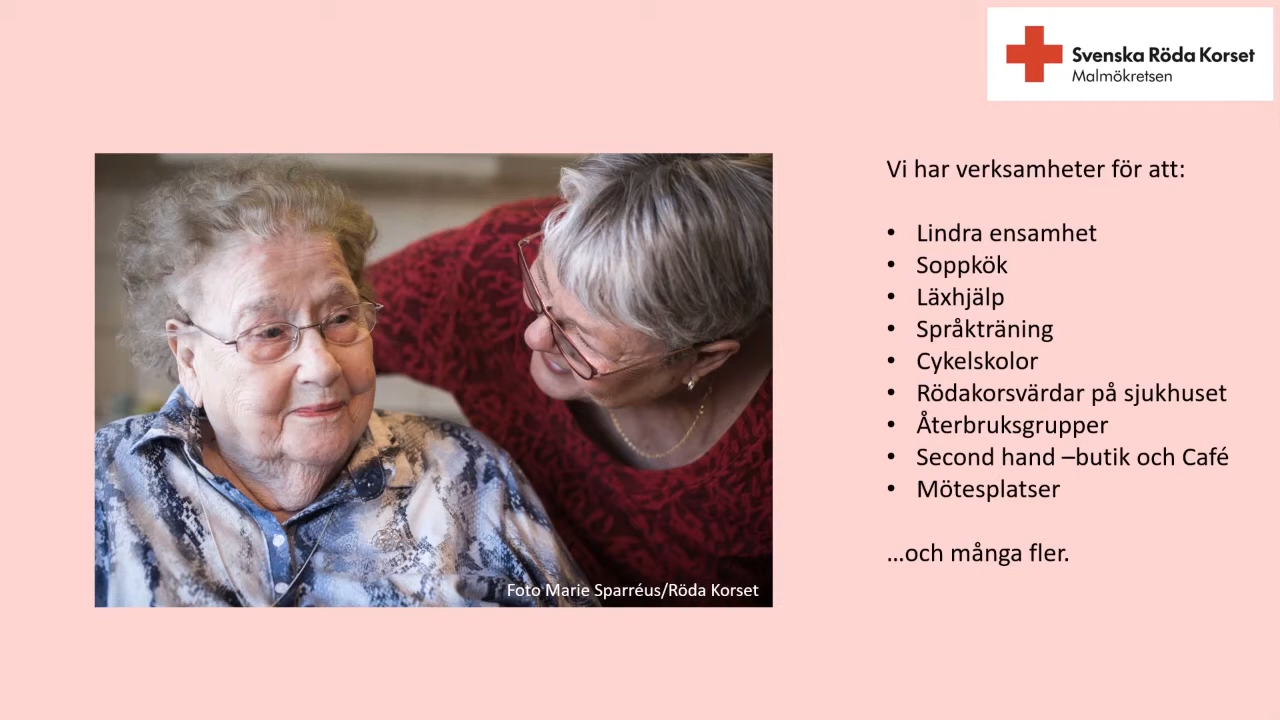 Svenska Röda Korset
Malmökretsen
Vi har verksamheter för att:
• Lindra ensamhet
• Soppkök
• Läxhjälp
• Språkträning
• Cykelskolor
• Rödakorsvärdar på sjukhuset
• Återbruksgrupper
• Second hand –butik och Café
• Mötesplatser
...och många fler.
Foto Marie Sparréus/Röda Korset